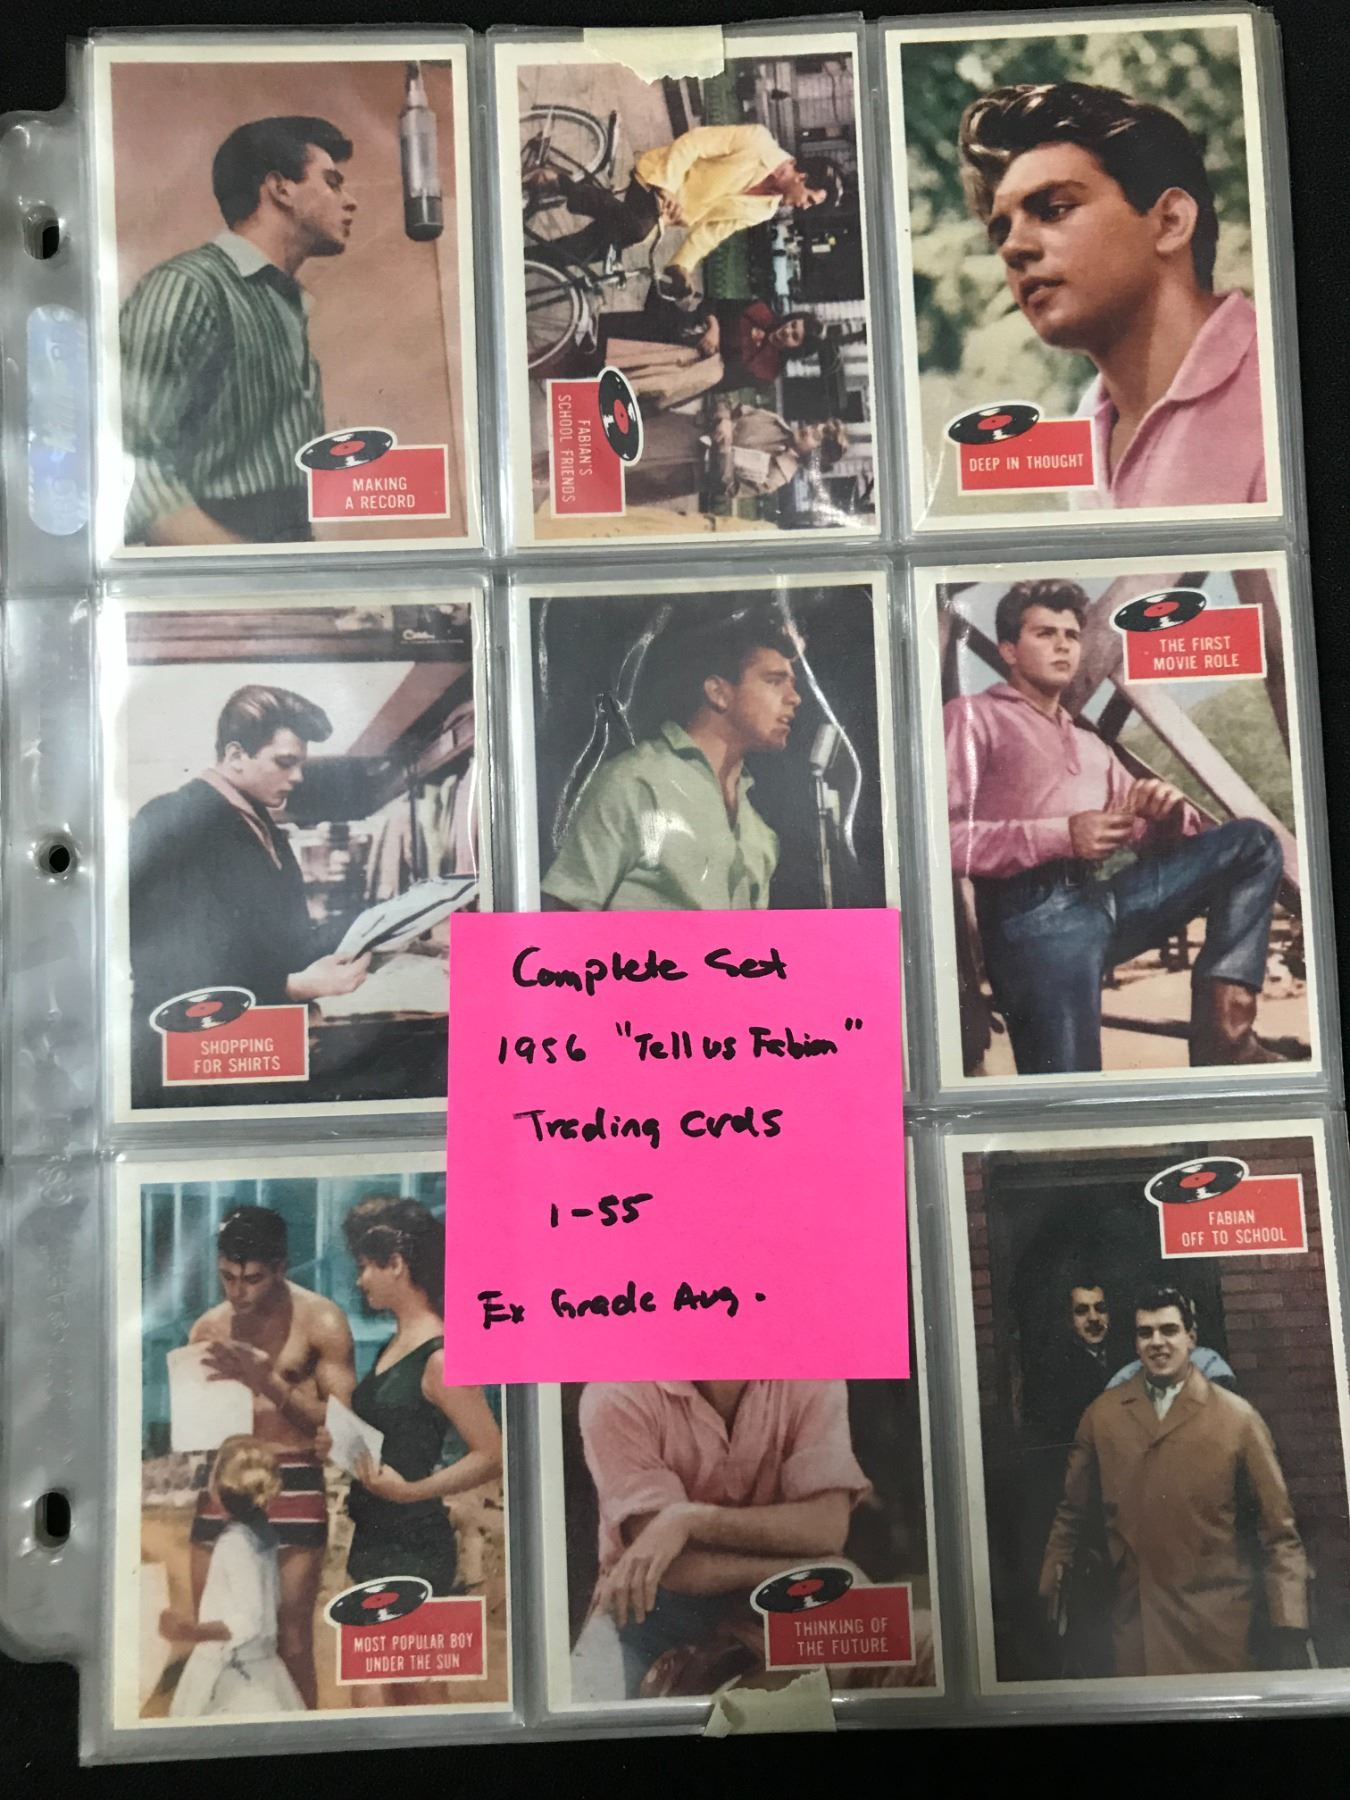 MAKING
A RECORD
FABIAN'S
SCHOOL FRIENDS
DEEP IN THOUGHT
SHOPPING
FOR SHIRTS
THE FIRST
MOVIE ROLE
Complete Set
1956 "Tell us Fabian"
Trading Crds
1-55
Ex Grade Avg.
MOST POPULAR BOY
UNDER THE SUN
THINKING OF
THE FUTURE
FABIAN
OFF TO SCHOOL